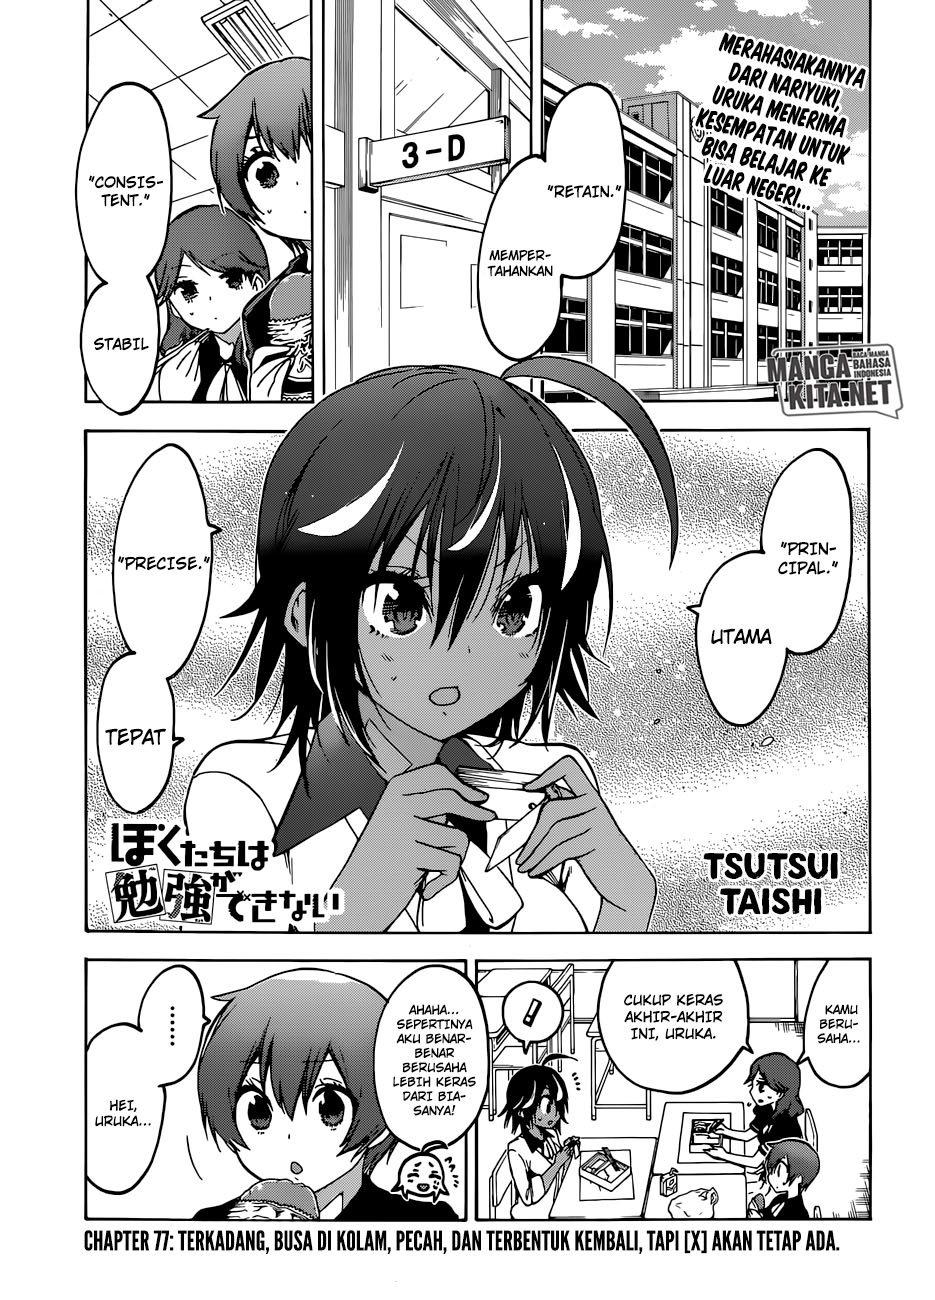 MERAHASIAKANNYA
DARI NARIYUKI,
URUKA MENERIMA
KESEMPATAN UNTUK
BISA BELAJAR KE
LUAR NEGERI...
"RETAIN."
MEMPER-
TAHANKAN
3-D
"CONSIS-
TENT."
STABIL
MANGA
KITA.NET
BACA MANGA
BAHASA
INDONESIA
"PRIN-
CIPAL."
UTAMA
"PRECISE."
TEPAT
ぼくたちは
勉強が
できない
TSUTSUI
TAISHI
KAMU
BERU-
SAHA...
CUKUP KERAS
AKHIR-AKHIR
INI, URUKA.
!
AHAHA...
SEPERTINYA
AKU BENAR-
BENAR
BERUSAHA
LEBIH KERAS
DARI BIA-
SANYA!
......
HEI,
URUKA...
CHAPTER 77: TERKADANG, BUSA DI KOLAM, PECAH, DAN TERBENTUK KEMBALI, TAPI [X] AKAN TETAP ADA.